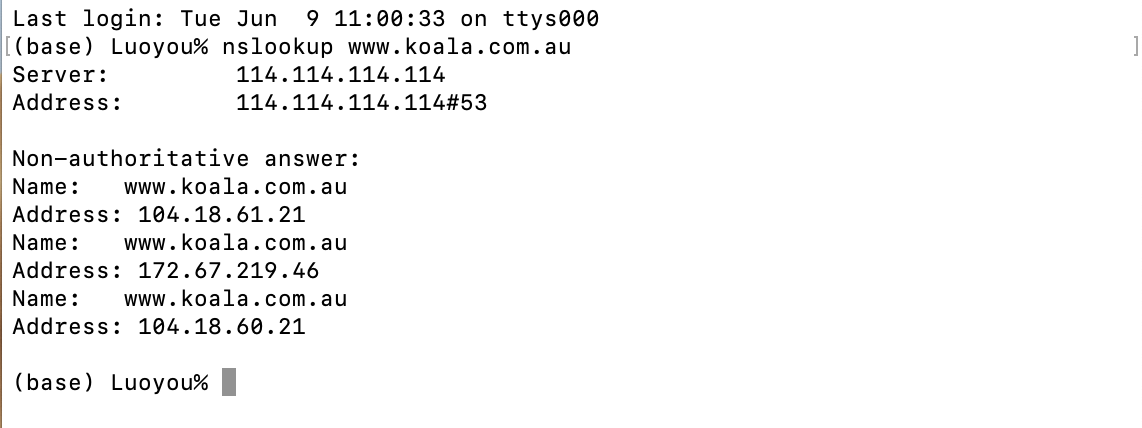 Last login: Tue Jun  9 11:00:33 on ttys000
[(base) Luoyou% nslookup www.koala.com.au ]
Server:         114.114.114.114
Address:        114.114.114.114#53

Non-authoritative answer:
Name:   www.koala.com.au
Address: 104.18.61.21
Name:   www.koala.com.au
Address: 172.67.219.46
Name:   www.koala.com.au
Address: 104.18.60.21

(base) Luoyou%